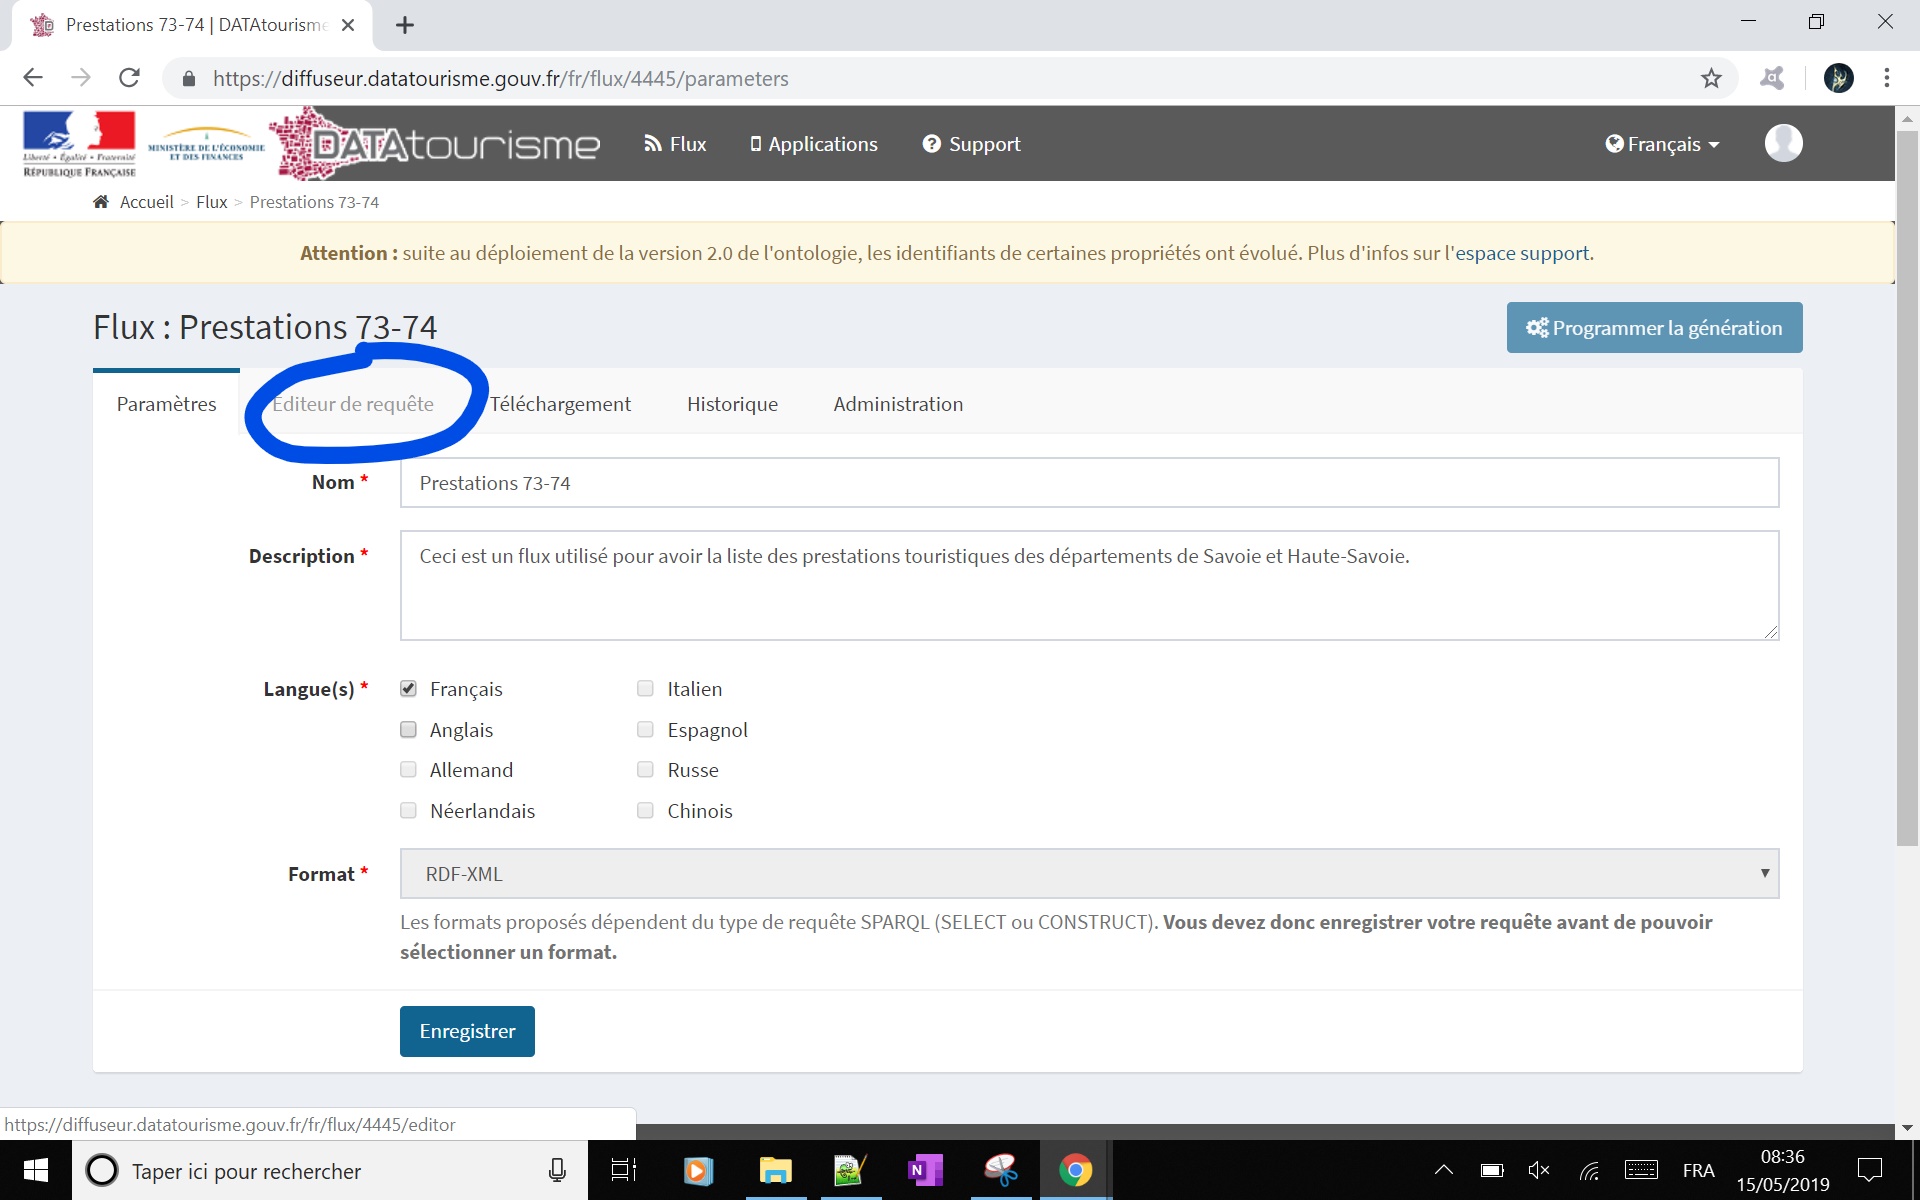 Prestations 73-74 | DATAtourisme
https://diffuseur.datatourisme.gouv.fr/fr/flux/4445/parameters
Liberté • Égalité • Fraternité
RÉPUBLIQUE FRANÇAISE
MINISTÈRE DE L'ÉCONOMIE
ET DES FINANCES
DATAtourisme
Flux
Applications
Support
Français
Accueil > Flux > Prestations 73-74
Attention : suite au déploiement de la version 2.0 de l'ontologie, les identifiants de certaines propriétés ont évolué. Plus d'infos sur l'espace support.
Flux : Prestations 73-74
Programmer la génération
Paramètres
Editeur de requête
Téléchargement
Historique
Administration
Nom *
Prestations 73-74
Description *
Ceci est un flux utilisé pour avoir la liste des prestations touristiques des départements de Savoie et Haute-Savoie.
Langue(s) *
Français
Italien
Anglais
Espagnol
Allemand
Russe
Néerlandais
Chinois
Format *
RDF-XML
Les formats proposés dépendent du type de requête SPARQL (SELECT ou CONSTRUCT). Vous devez donc enregistrer votre requête avant de pouvoir
sélectionner un format.
Enregistrer
https://diffuseur.datatourisme.gouv.fr/fr/flux/4445/editor
Taper ici pour rechercher
N
FRA
08:36
15/05/2019